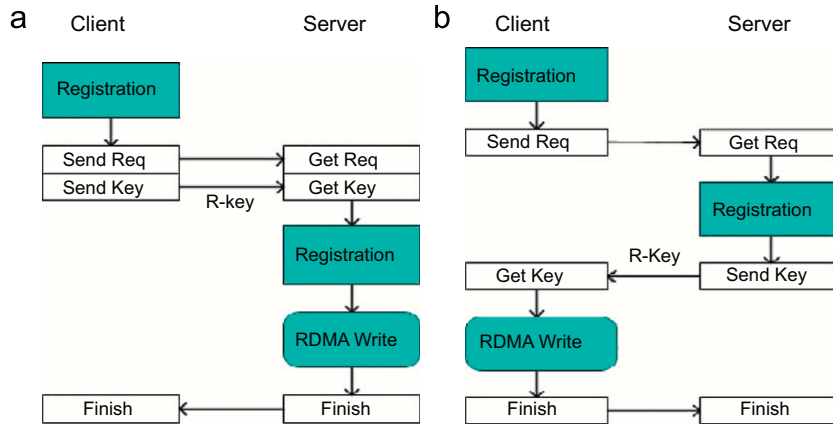 a
Client
Server
Registration
Send Req
Get Req
Send Key
Get Key
R-key
Registration
RDMA Write
Finish
Finish
b
Client
Server
Registration
Send Req
Get Req
Registration
R-Key
Get Key
Send Key
RDMA Write
Finish
Finish